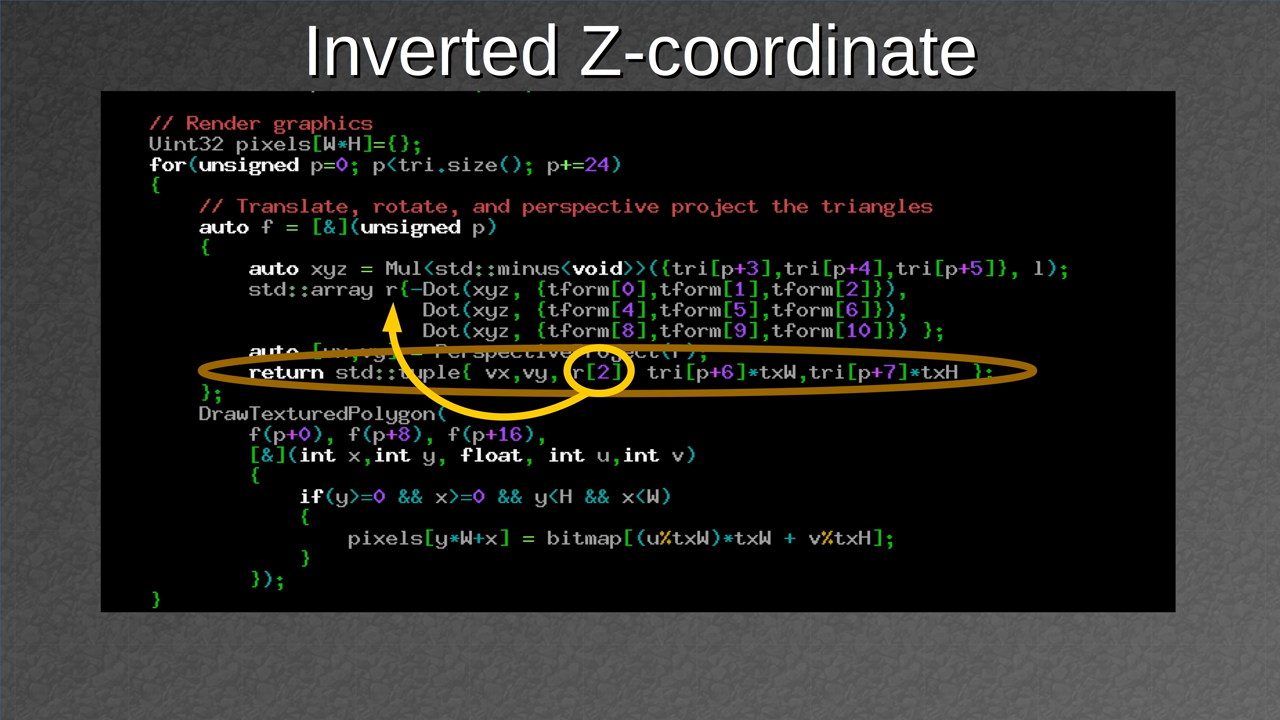 Inverted Z-coordinate
// Render graphics
Uint32 pixels[W*H]={};
for(unsigned p=0; p<tri.size(); p+=24)
{
// Translate, rotate, and perspective project the triangles
auto f = [&](unsigned p)
{
auto xyz = Mul<std::minus<void>>({tri[p+3],tri[p+4],tri[p+5]}, l);
std::array r{-Dot(xyz, {tform[0],tform[1],tform[2]}),
Dot(xyz, {tform[4],tform[5],tform[6]}),
Dot(xyz, {tform[8],tform[9],tform[10]}) };
auto [vx,vy] = PerspectiveProject(r);
return std::tuple{ vx,vy, r[2], tri[p+6]*txW,tri[p+7]*txH };
};
DrawTexturedPolygon(
f(p+0), f(p+8), f(p+16),
[&](int x,int y, float, int u,int v)
{
if(y>=0 && x>=0 && y<H && x<W)
{
pixels[y*W+x] = bitmap[(u%txW)*txW + v%txH];
}
});
}